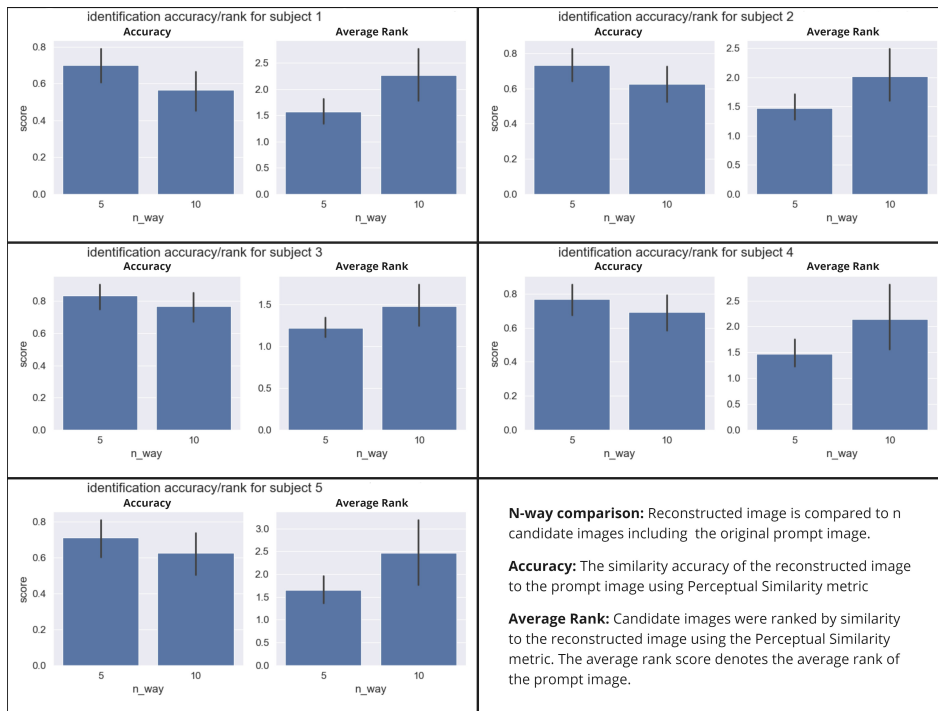 identification accuracy/rank for subject 1
Accuracy
Average Rank
0.8
0.6
0.4
0.2
0.0
score
5
10
n_way
2.5
2.0
1.5
1.0
0.5
0.0
5
10
n_way
identification accuracy/rank for subject 2
Accuracy
Average Rank
0.8
0.6
0.4
0.2
0.0
score
5
10
n_way
2.5
2.0
1.5
1.0
0.5
0.0
5
10
n_way
identification accuracy/rank for subject 3
Accuracy
Average Rank
0.8
0.6
0.4
0.2
0.0
score
5
10
n_way
1.5
1.0
0.5
0.0
5
10
n_way
identification accuracy/rank for subject 4
Accuracy
Average Rank
0.8
0.6
0.4
0.2
0.0
score
5
10
n_way
2.5
2.0
1.5
1.0
0.5
0.0
5
10
n_way
identification accuracy/rank for subject 5
Accuracy
Average Rank
0.8
0.6
0.4
0.2
0.0
score
5
10
n_way
3.0
2.5
2.0
1.5
1.0
0.5
0.0
5
10
n_way
N-way comparison: Reconstructed image is compared to n
candidate images including the original prompt image.
Accuracy: The similarity accuracy of the reconstructed image
to the prompt image using Perceptual Similarity metric
Average Rank: Candidate images were ranked by similarity
to the reconstructed image using the Perceptual Similarity
metric. The average rank score denotes the average rank of
the prompt image.